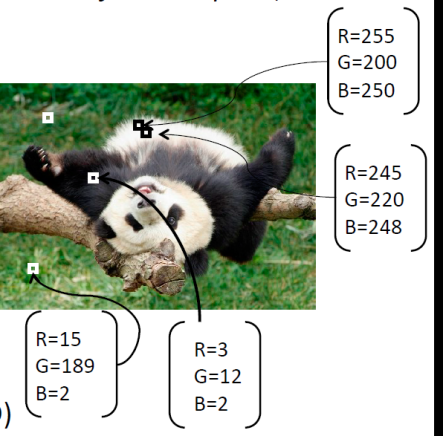 R=255
G=200
B=250
R=245
G=220
B=248
R=15
G=189
B=2
R=3
G=12
B=2
)